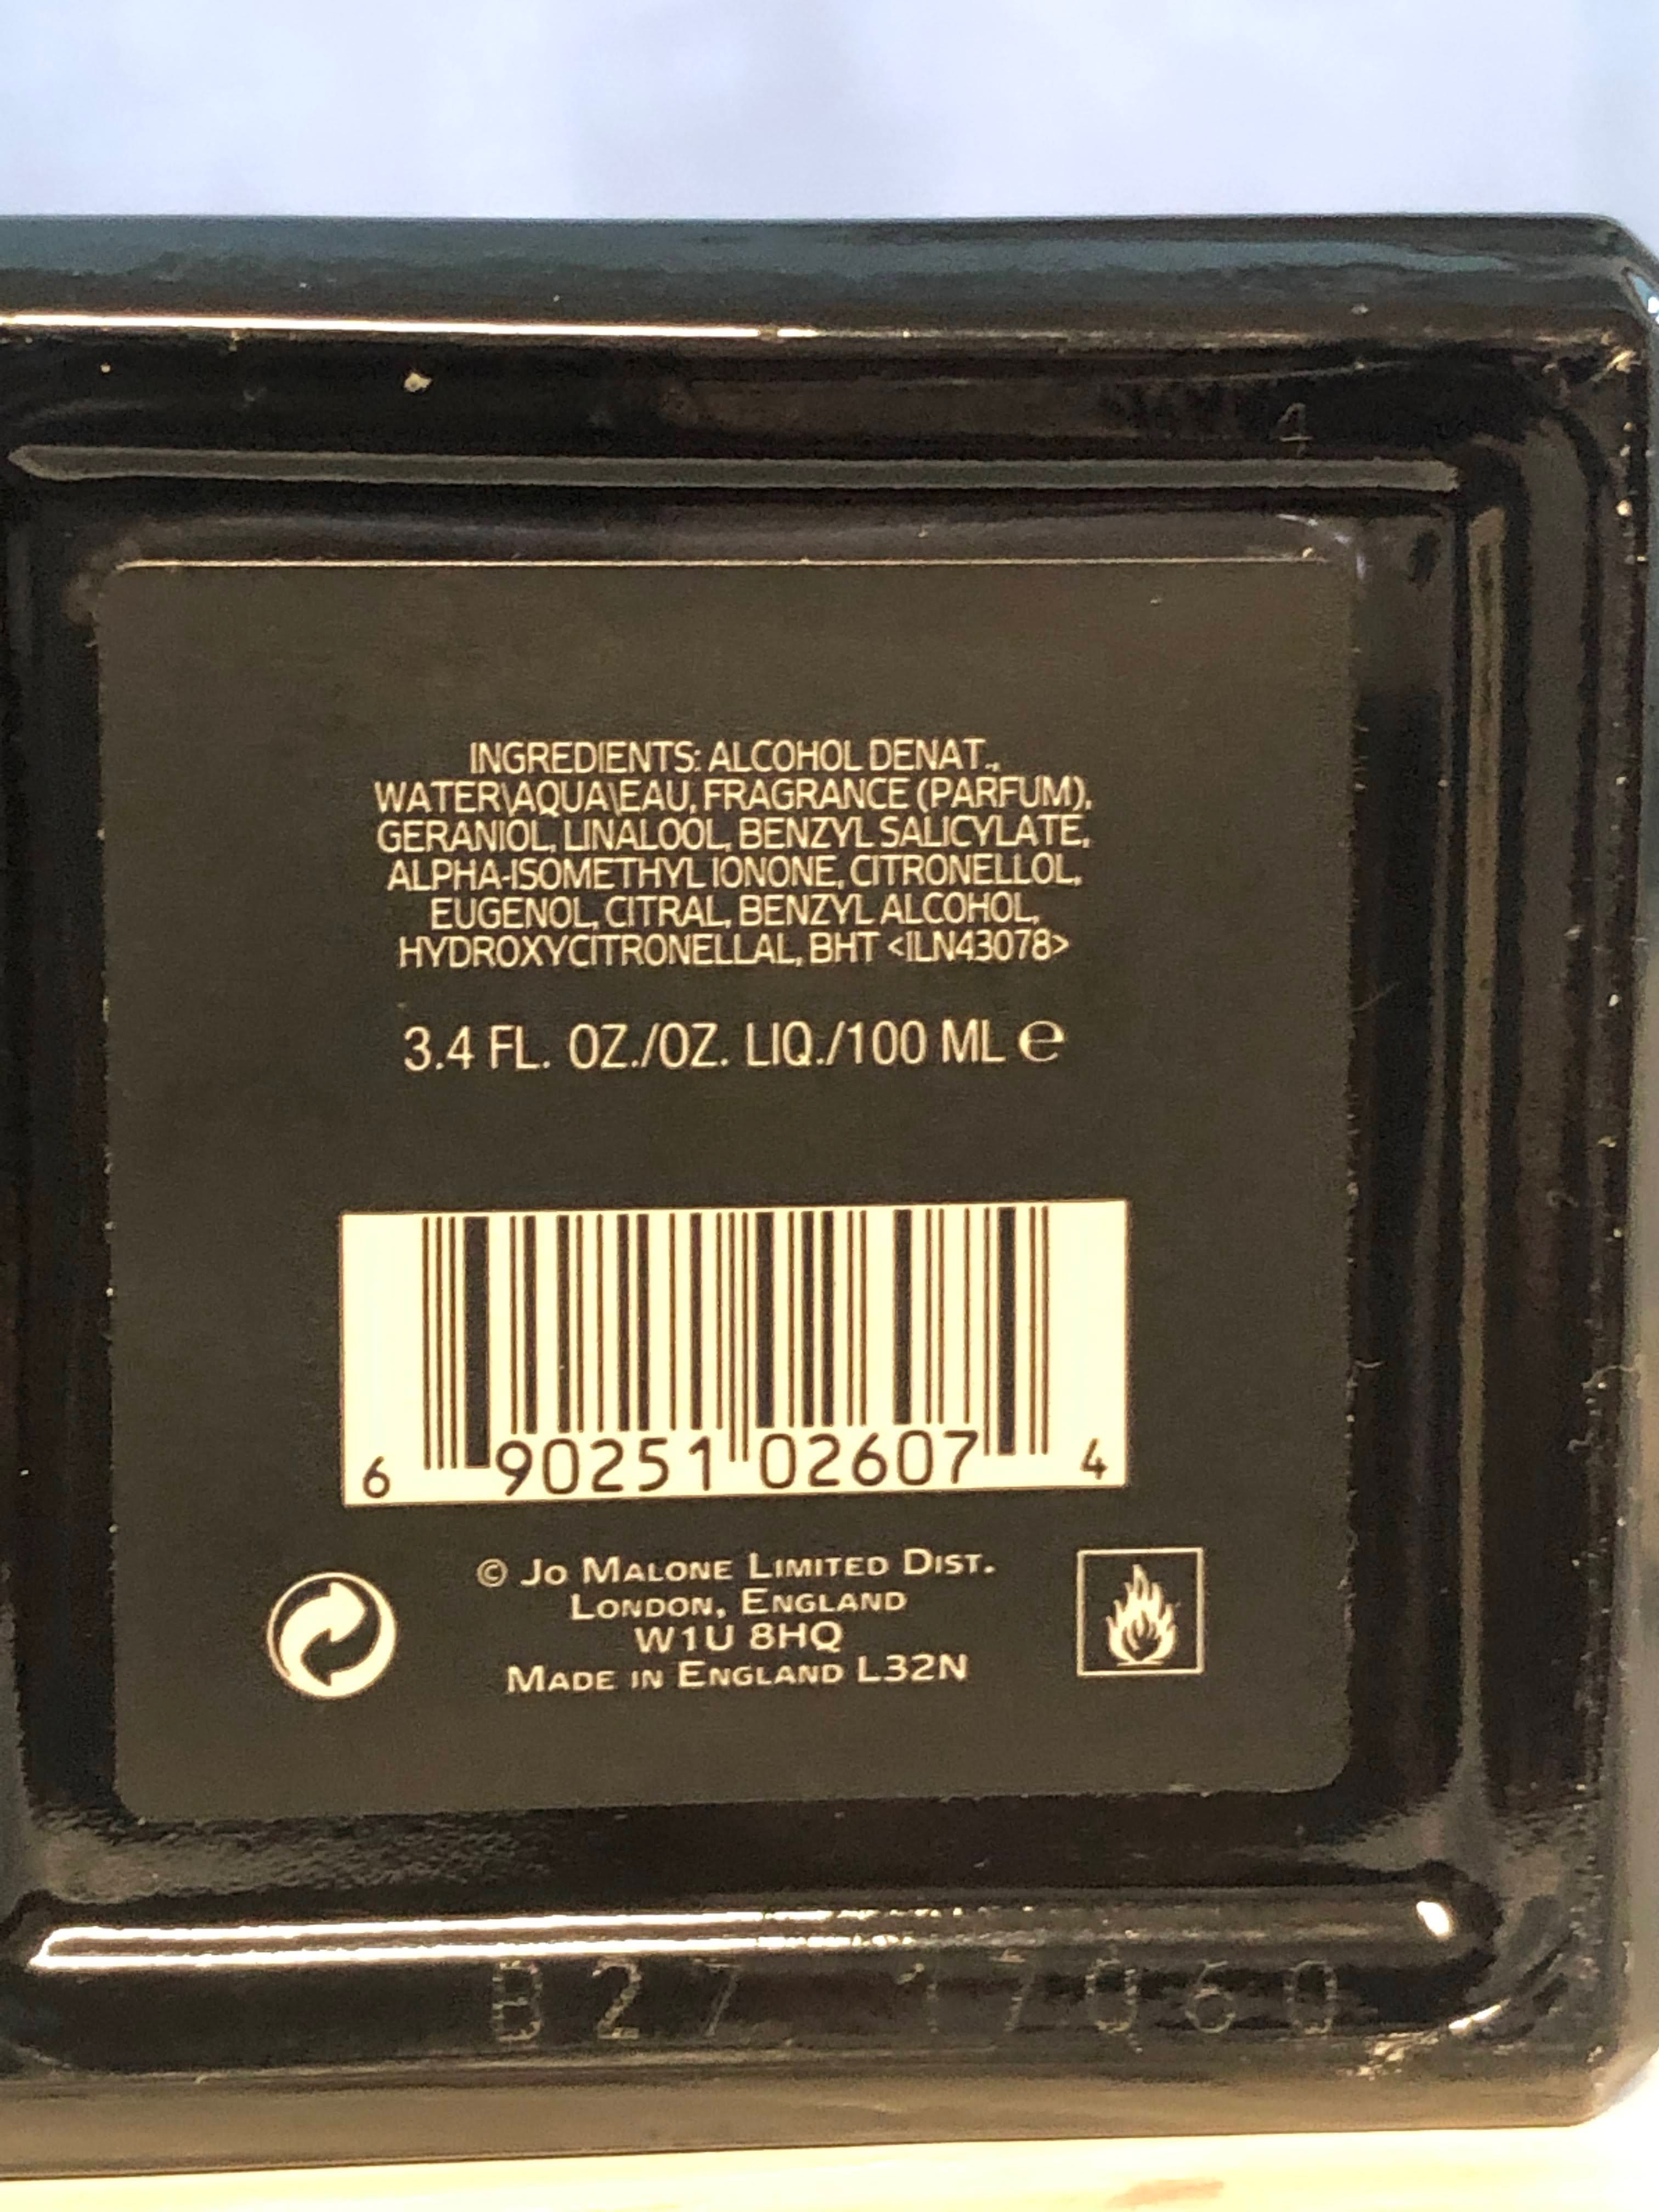 4
INGREDIENTS: ALCOHOL DENAT.,
WATER\AQUA\EAU, FRAGRANCE (PARFUM),
GERANIOL, LINALOOL, BENZYL SALICYLATE,
ALPHA-ISOMETHYL IONONE, CITRONELLOL,
EUGENOL, CITRAL, BENZYL ALCOHOL,
HYDROXYCITRONELLAL, BHT <ILN43078>
3.4 FL. OZ./OZ. LIQ./100 ML e
6 90251 02607 4
© JO MALONE LIMITED DIST.
LONDON, ENGLAND
W1U 8HQ
MADE IN ENGLAND L32N
B27